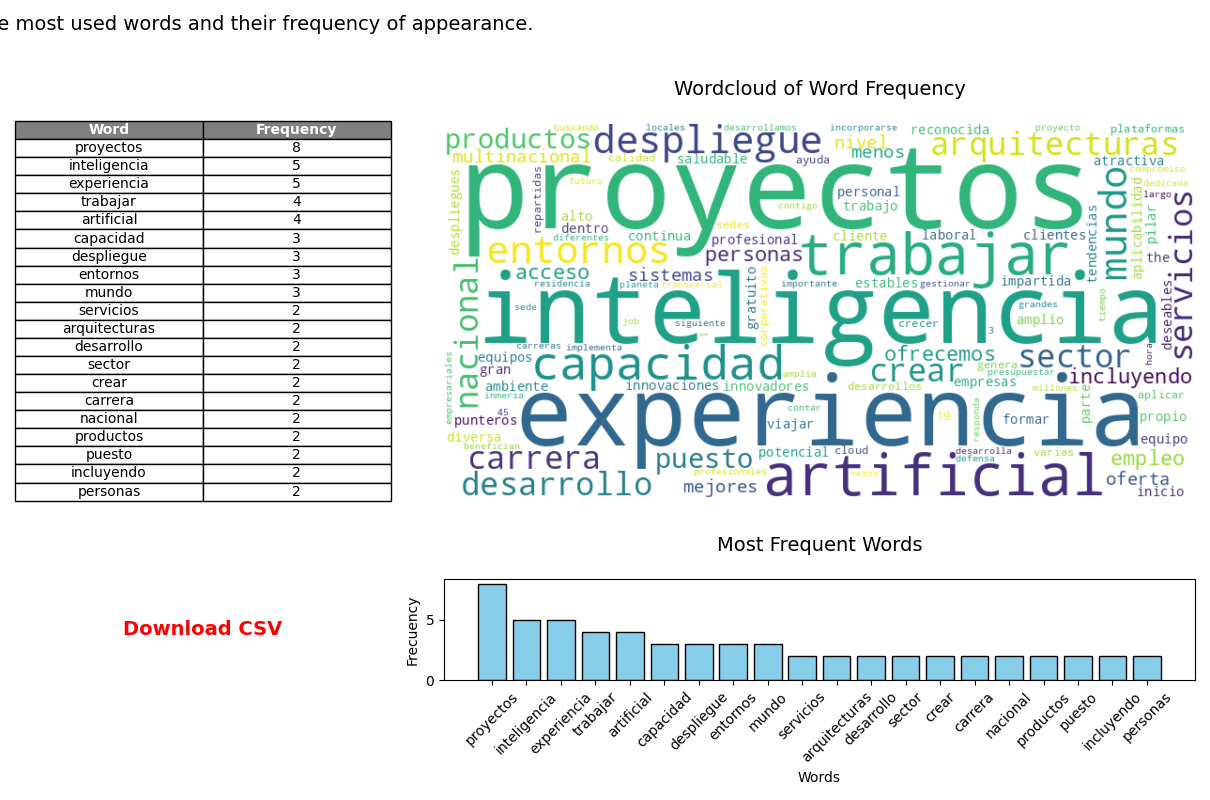 e most used words and their frequency of appearance.
Word Frequency
proyectos 8
inteligencia 5
experiencia 5
trabajar 4
artificial 4
capacidad 3
despliegue 3
entornos 3
mundo 3
servicios 2
arquitecturas 2
desarrollo 2
sector 2
crear 2
carrera 2
nacional 2
productos 2
puesto 2
incluyendo 2
personas 2
Wordcloud of Word Frequency
buscando locales desarrollamos incorporarse reconocida proyecto plataformas
productos despliegue nivel arquitecturas
multinacional calidad saludable ayuda menos atractiva
compromiso
despliegues repartidas futuro proyectos personal mundo aplicabilidad dedicada
largo
contigo trabajo
alto
dentro sedes tendencias pilar servicios
diferentes continua profesional cliente laboral clientes
entornos personas trabajar the
acceso sistemas impartida
nacional residencia planeta transversal gratuito corporativas importante estables gestionar deseables
inteligencia
sede grandes tiempo
job siguiente crecer 3 amplio
1
carreras implementa hora
equipos capacidad ofrecemos sector
gran genera
empresariales amplia crear presupuestar incluyendo
ambiente innovaciones innovadores desarrollos empresas millones parte aplicar
inmersa
experiencia
45 contar
punteros viajar 19 responda formar propio
diversa equipo
benefician
carrera puesto potencial cloud desarrolla varias empleo
defensa
profesionales retos artificial
desarrollo mejores oferta
inicio
Most Frequent Words
Download CSV
Frecuency
5
0
proyectos
inteligencia
experiencia
trabajar
artificial
capacidad
despliegue
entornos
mundo
servicios
arquitecturas
desarrollo
sector
crear
carrera
nacional
productos
puesto
incluyendo
personas
Words